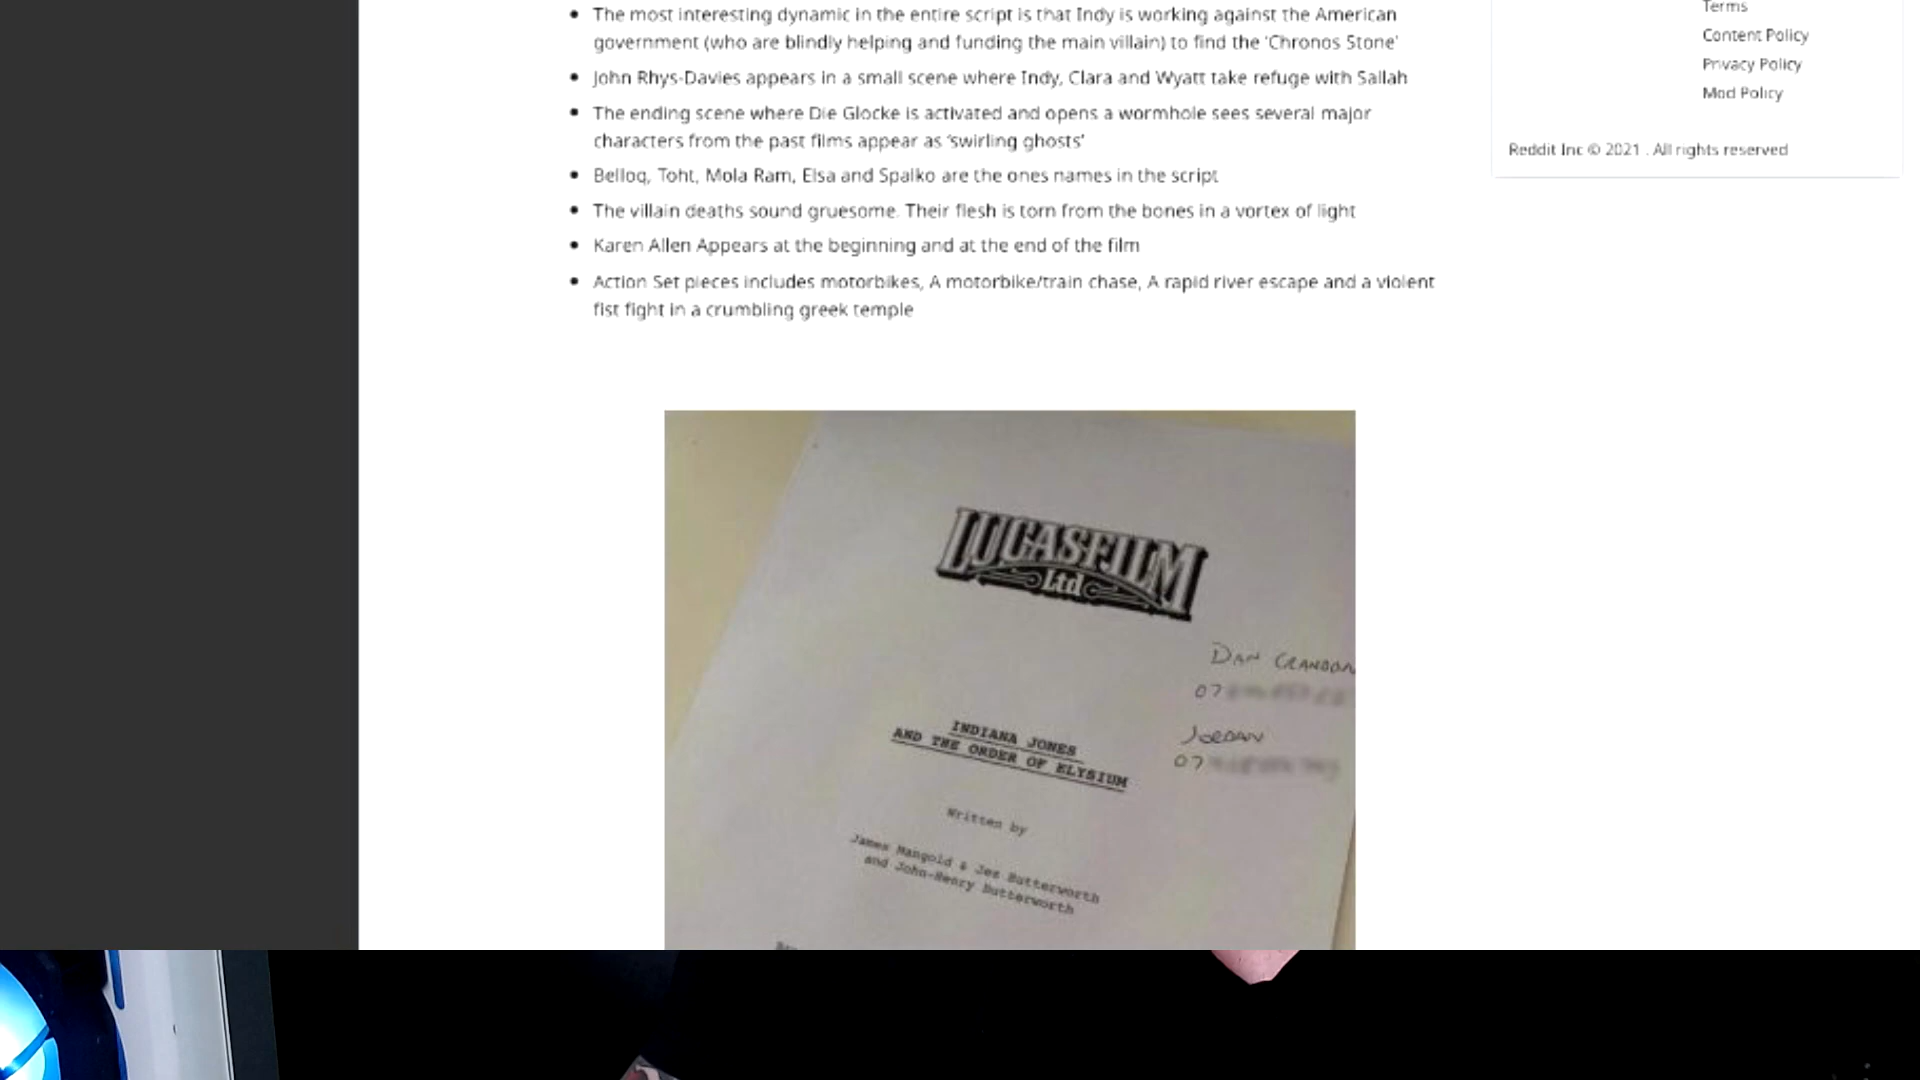 The most interesting dynamic in the entire script is that Indy is working against the American
government (who are blindly helping and funding the main villain) to find the 'Chronos Stone'
John Rhys-Davies appears in a small scene where Indy, Clara and Wyatt take refuge with Sallah
The ending scene where Die Glocke is activated and opens a wormhole sees several major
characters from the past films appear as 'swirling ghosts'
Belloq, Toht, Mola Ram, Elsa and Spalko are the ones names in the script
The villain deaths sound gruesome. Their flesh is torn from the bones in a vortex of light
Karen Allen Appears at the beginning and at the end of the film
Action Set pieces includes motorbikes, A motorbike/train chase, A rapid river escape and a violent
fist fight in a crumbling greek temple
Terms
Content Policy
Privacy Policy
Mod Policy
Reddit Inc © 2021 . All rights reserved
LUCASFILM
Ltd
DAN
07
JORDAN
07
INDIANA JONES
AND THE ORDER OF ELYSIUM
Written by
James Mangold & Jez Butterworth
and John-Henry Butterworth